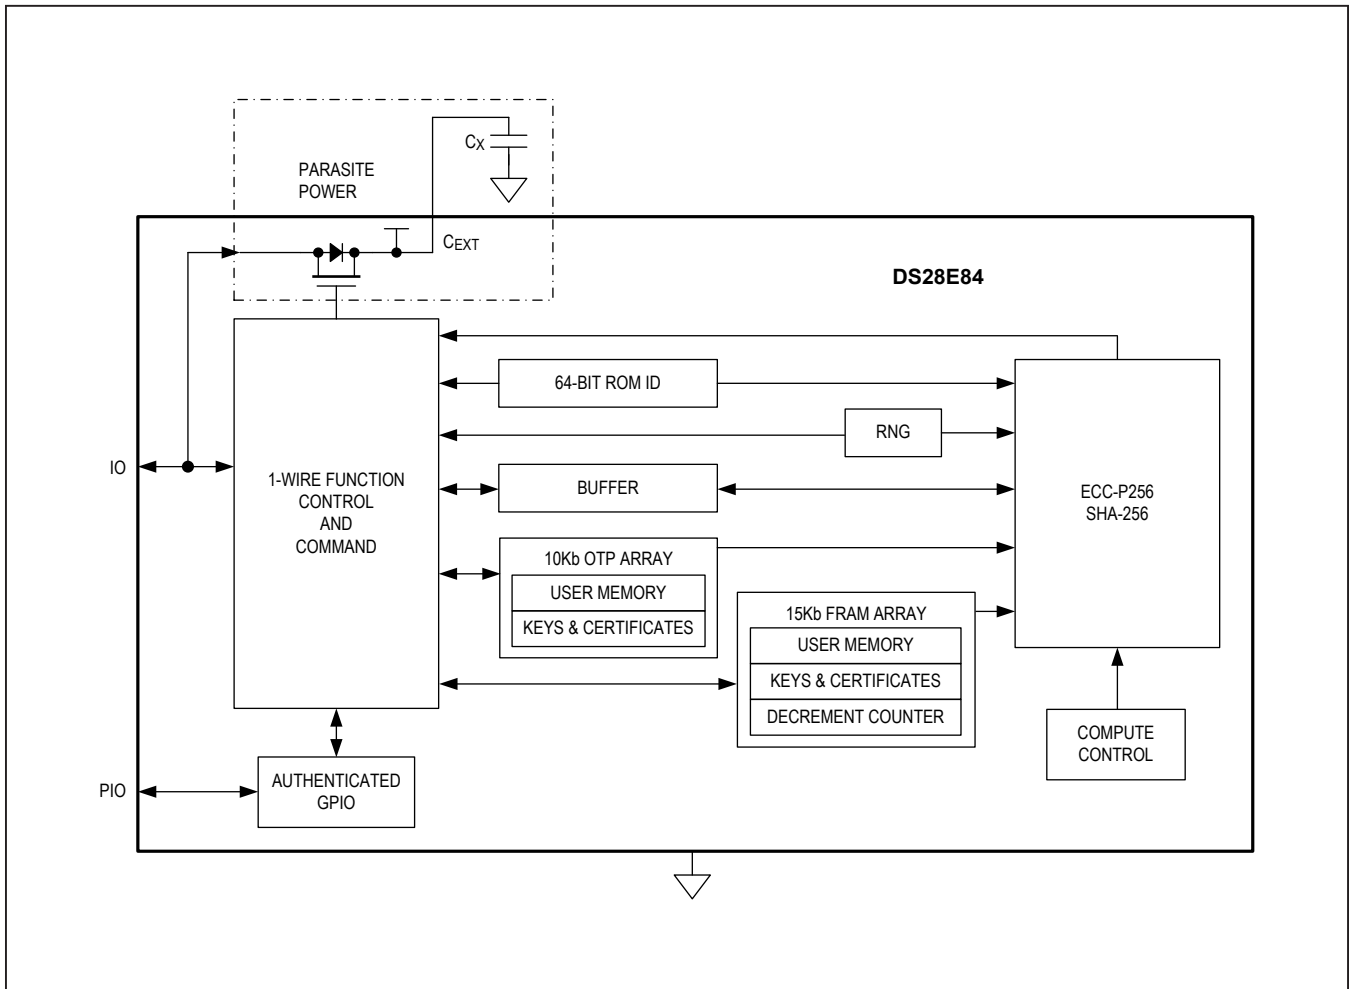 CX
PARASITE
POWER
CEXT
DS28E84
64-BIT ROM ID
RNG
IO
1-WIRE FUNCTION
CONTROL
AND
COMMAND
BUFFER
ECC-P256
SHA-256
10Kb OTP ARRAY
USER MEMORY
KEYS & CERTIFICATES
15Kb FRAM ARRAY
USER MEMORY
KEYS & CERTIFICATES
DECREMENT COUNTER
COMPUTE
CONTROL
PIO
AUTHENTICATED
GPIO